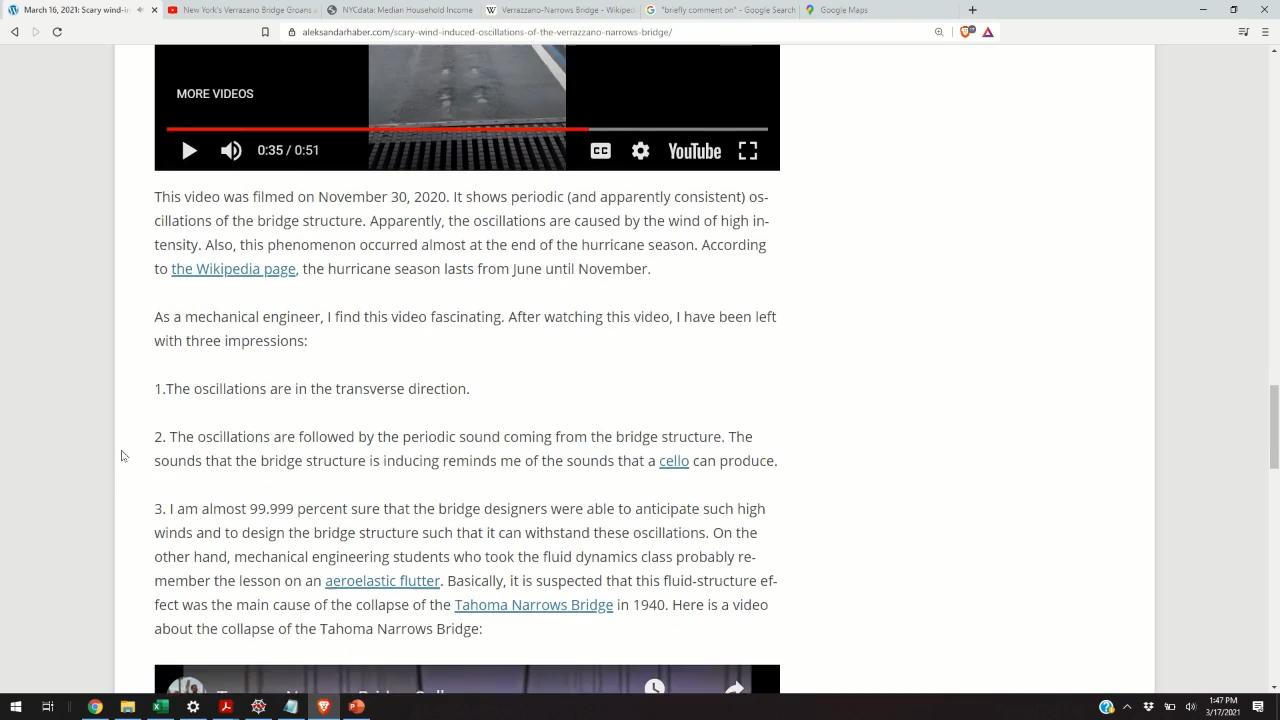 March 16, 2021: Scary wind-in
New York's Verrazano Bridge Groans
NYCdata: Median Household Income
Verrazzano-Narrows Bridge - Wikiped
"briefly comment on" - Google Search
Google Maps
aleksandarhaber.com/scary-wind-induced-oscillations-of-the-verrazzano-narrows-bridge/
MORE VIDEOS
0:35 / 0:51
CC
YouTube
This video was filmed on November 30, 2020. It shows periodic (and apparently consistent) os-
cillations of the bridge structure. Apparently, the oscillations are caused by the wind of high in-
tensity. Also, this phenomenon occurred almost at the end of the hurricane season. According
to the Wikipedia page, the hurricane season lasts from June until November.
As a mechanical engineer, I find this video fascinating. After watching this video, I have been left
with three impressions:
1.The oscillations are in the transverse direction.
2. The oscillations are followed by the periodic sound coming from the bridge structure. The
sounds that the bridge structure is inducing reminds me of the sounds that a cello can produce.
3. I am almost 99.999 percent sure that the bridge designers were able to anticipate such high
winds and to design the bridge structure such that it can withstand these oscillations. On the
other hand, mechanical engineering students who took the fluid dynamics class probably re-
member the lesson on an aeroelastic flutter. Basically, it is suspected that this fluid-structure ef-
fect was the main cause of the collapse of the Tahoma Narrows Bridge in 1940. Here is a video
about the collapse of the Tahoma Narrows Bridge:
1:47 PM
3/17/2021